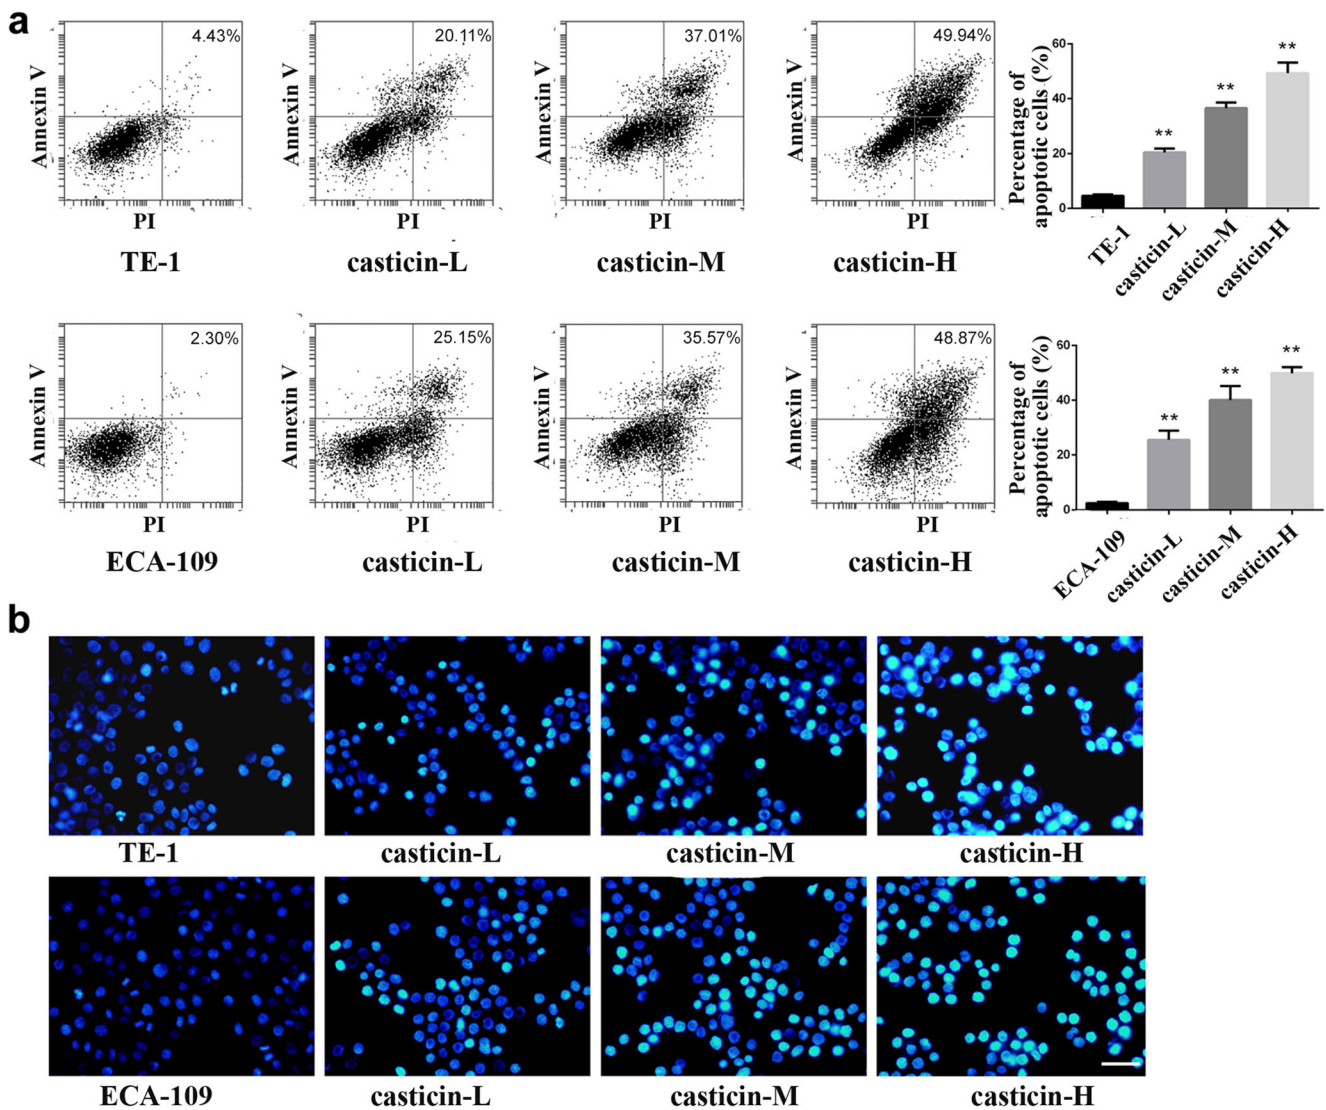 a
4.43%
20.11%
37.01%
49.94%
Annexin V
Annexin V
Annexin V
Annexin V
PI
PI
PI
PI
TE-1
casticin-L
casticin-M
casticin-H
Percentage of
apoptotic cells (%)
60
40
20
0
**
**
**
TE-1
casticin-L
casticin-M
casticin-H
2.30%
25.15%
35.57%
48.87%
Annexin V
Annexin V
Annexin V
Annexin V
PI
PI
PI
PI
ECA-109
casticin-L
casticin-M
casticin-H
Percentage of
apoptotic cells (%)
60
40
20
0
**
**
**
ECA-109
casticin-L
casticin-M
casticin-H
b
TE-1
casticin-L
casticin-M
casticin-H
ECA-109
casticin-L
casticin-M
casticin-H